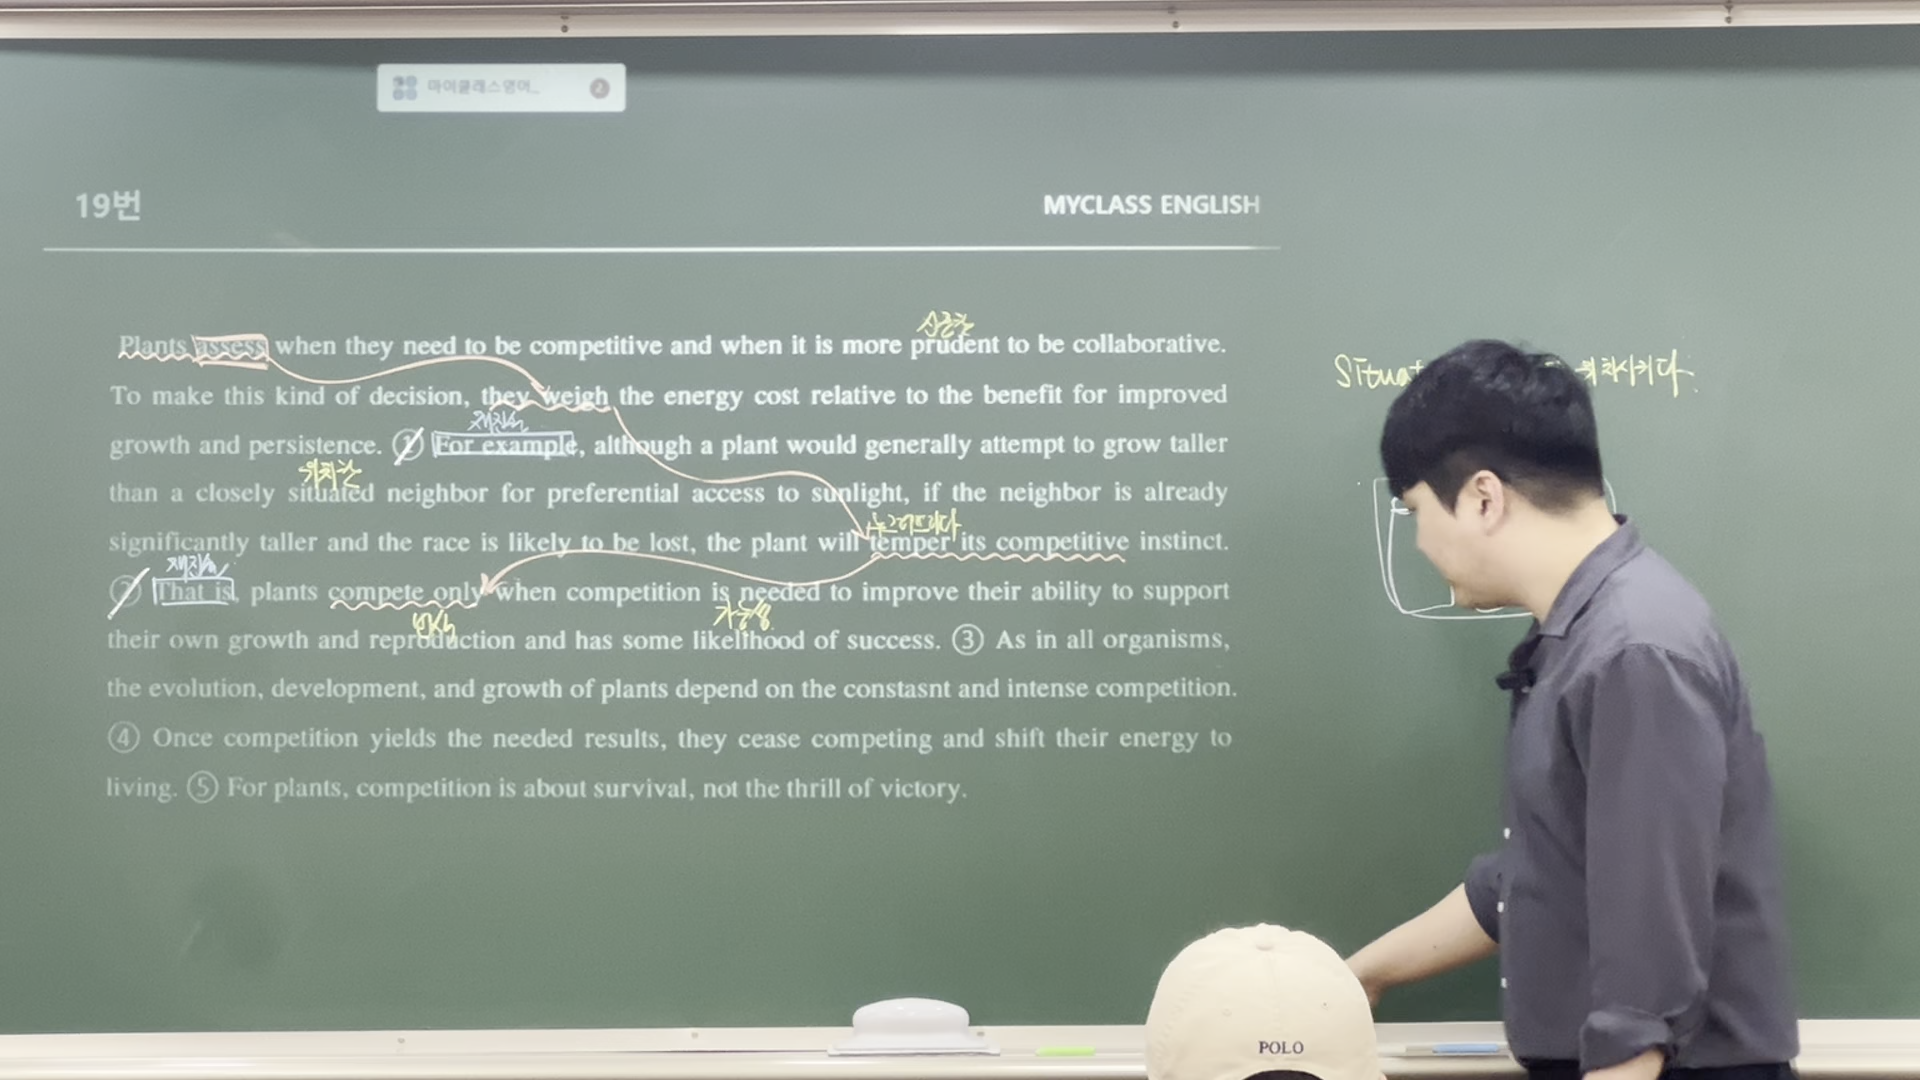 마이클래스영어_
2
19번
MYCLASS ENGLISH
신중한
Plants assess when they need to be competitive and when it is more prudent to be collaborative.
To make this kind of decision, they weigh the energy cost relative to the benefit for improved
재진술
growth and persistence. ① For example, although a plant would generally attempt to grow taller
위치한
than a closely situated neighbor for preferential access to sunlight, if the neighbor is already
누그러뜨리다
significantly taller and the race is likely to be lost, the plant will temper its competitive instinct.
재진술
② That is, plants compete only when competition is needed to improve their ability to support
번식
가능성
their own growth and reproduction and has some likelihood of success. ③ As in all organisms,
the evolution, development, and growth of plants depend on the constasnt and intense competition.
④ Once competition yields the needed results, they cease competing and shift their energy to
living. ⑤ For plants, competition is about survival, not the thrill of victory.
위치시키다
POLO